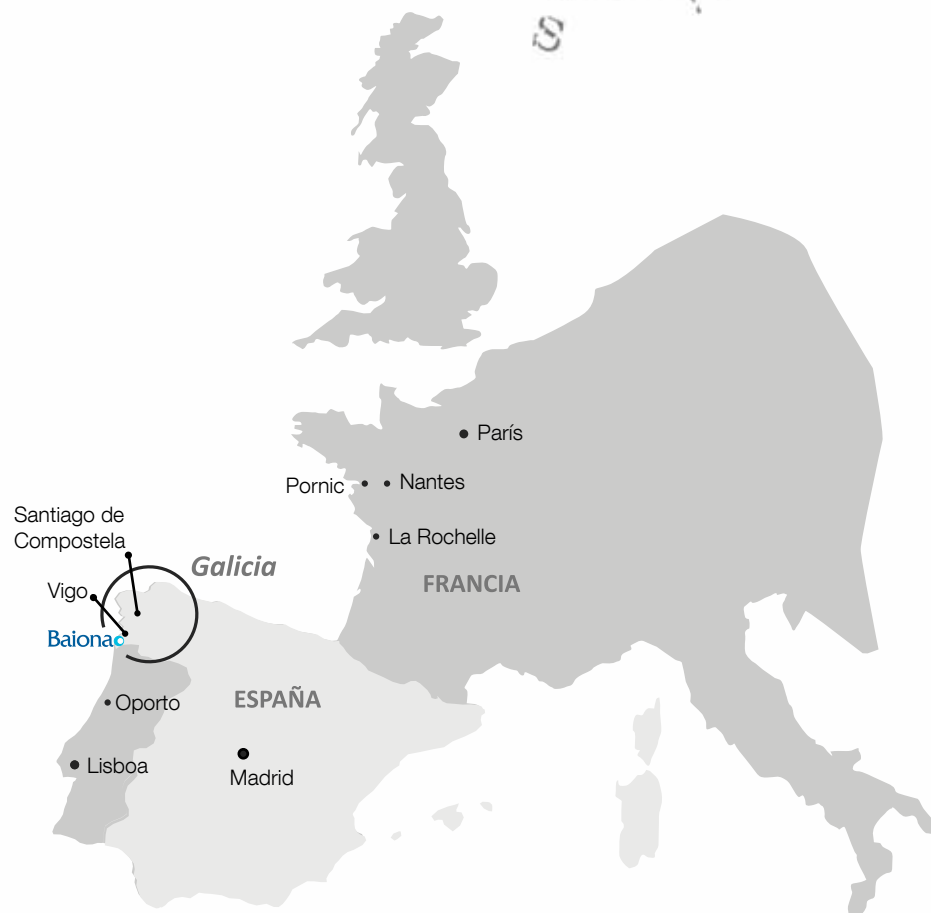 S
París
Pornic
Nantes
Santiago de
Compostela
La Rochelle
Galicia
FRANCIA
Vigo
Baiona
ESPAÑA
Oporto
Lisboa
Madrid